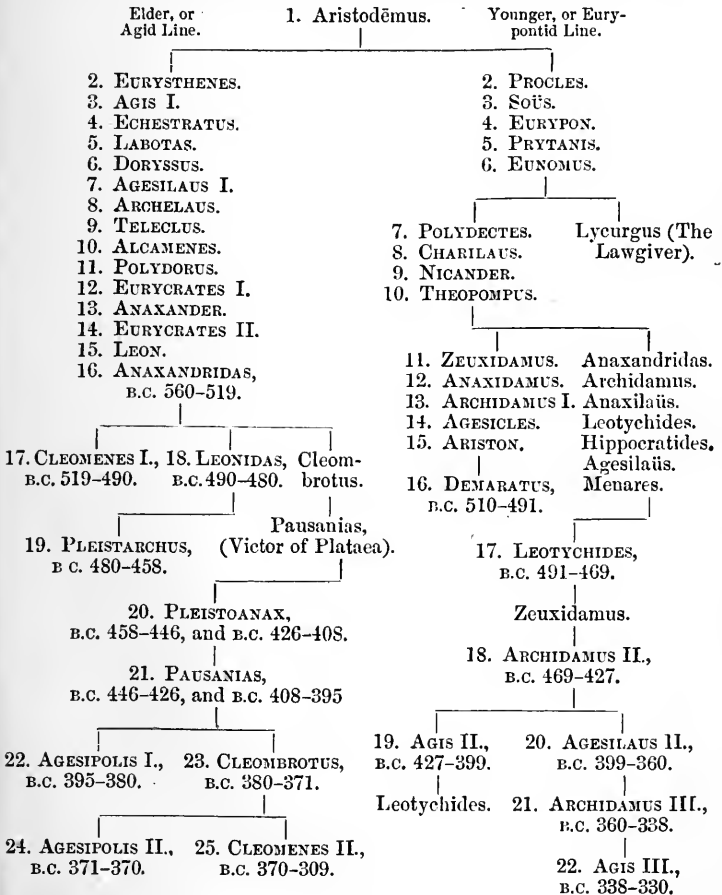 Elder, or
Agid Line.
1. Aristodēmus.
Younger, or Eury-
pontid Line.
2. EURYSTHENES.
3. AGIS I.
4. ECHESTRATUS.
5. LABOTAS.
6. DORYSSUS.
7. AGESILAUS I.
8. ARCHELAUS.
9. TELECLUS.
10. ALCAMENES.
11. POLYDORUS.
12. EURYCRATES I.
13. ANAXANDER.
14. EURYCRATES II.
15. LEON.
16. ANAXANDRIDAS,
B.C. 560–519.
17. CLEOMENES I.,
B.C. 519–490.
18. LEONIDAS,
B.C. 490–480.
Cleom-
brotus.
19. PLEISTARCHUS,
B C. 480–458.
Pausanias,
(Victor of Plataea).
20. PLEISTOANAX,
B.C. 458–446, and B.C. 426–408.
21. PAUSANIAS,
B.C. 446–426, and B.C. 408–395
22. AGESIPOLIS I.,
B.C. 395–380.
23. CLEOMBROTUS,
B.C. 380–371.
24. AGESIPOLIS II.,
B.C. 371–370.
25. CLEOMENES II.,
B.C. 370–309.
2. PROCLES.
3. SOÜS.
4. EURYPON.
5. PRYTANIS.
6. EUNOMUS.
7. POLYDECTES.
8. CHARILAUS.
9. NICANDER.
10. THEOPOMPUS.
Lycurgus (The
Lawgiver).
11. ZEUXIDAMUS.
12. ANAXIDAMUS.
13. ARCHIDAMUS I.
14. AGESICLES.
15. ARISTON.
16. DEMARATUS,
B.C. 510–491.
Anaxandridas.
Archidamus.
Anaxilaüs.
Leotychides.
Hippocratides.
Agesilaüs.
Menares.
17. LEOTYCHIDES,
B.C. 491–469.
Zeuxidamus.
18. ARCHIDAMUS II.,
B.C. 469–427.
19. AGIS II.,
B.C. 427–399.
Leotychides.
20. AGESILAUS II.,
B.C. 399–360.
21. ARCHIDAMUS III.,
B.C. 360–338.
22. AGIS III.,
B.C. 338–330.